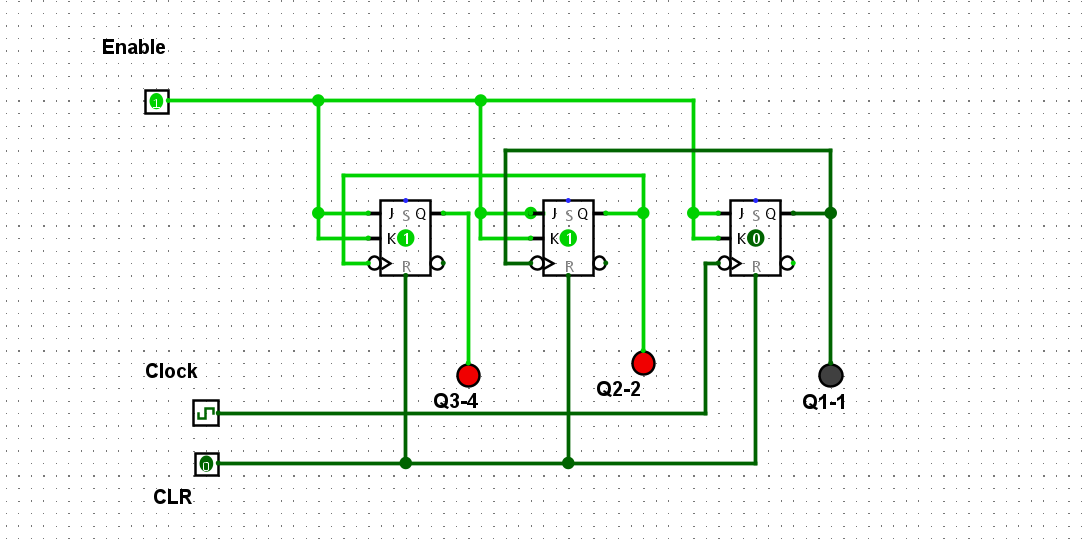 Enable
1
J S Q
K 1
R
J S Q
K 1
R
J S Q
K 0
R
Clock
Q3-4
Q2-2
Q1-1
0
CLR